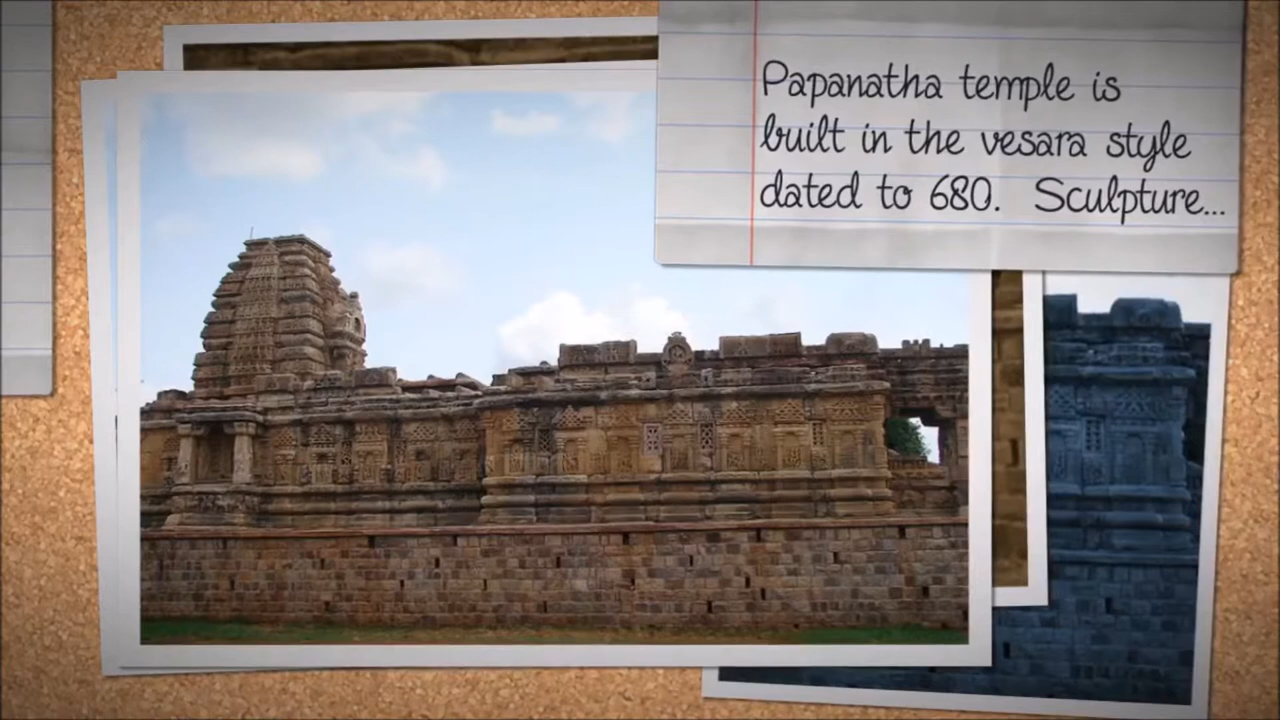 Papanatha temple is
built in the vesara style
dated to 680. Sculpture...